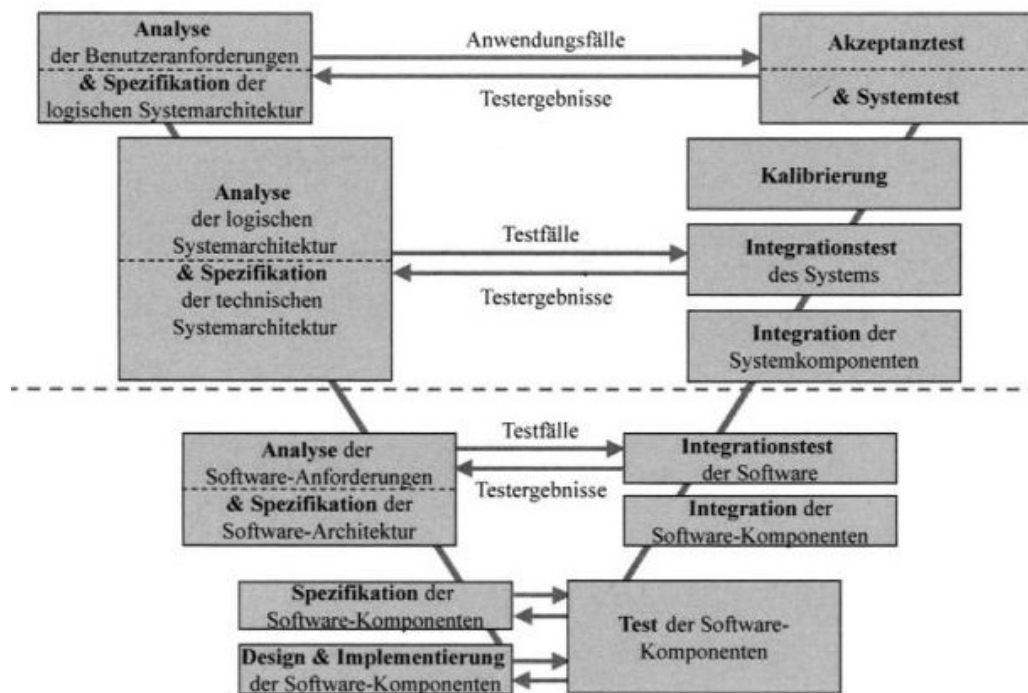 Analyse
der Benutzeranforderungen
& Spezifikation der
logischen Systemarchitektur
Anwendungsfälle
Testergebnisse
Akzeptanztest
& Systemtest
Analyse
der logischen
Systemarchitektur
& Spezifikation
der technischen
Systemarchitektur
Testfälle
Testergebnisse
Kalibrierung
Integrationstest
des Systems
Integration der
Systemkomponenten
Analyse der
Software-Anforderungen
& Spezifikation der
Software-Architektur
Testfälle
Testergebnisse
Integrationstest
der Software
Integration der
Software-Komponenten
Spezifikation der
Software-Komponenten
Design & Implementierung
der Software-Komponenten
Test der Software-
Komponenten